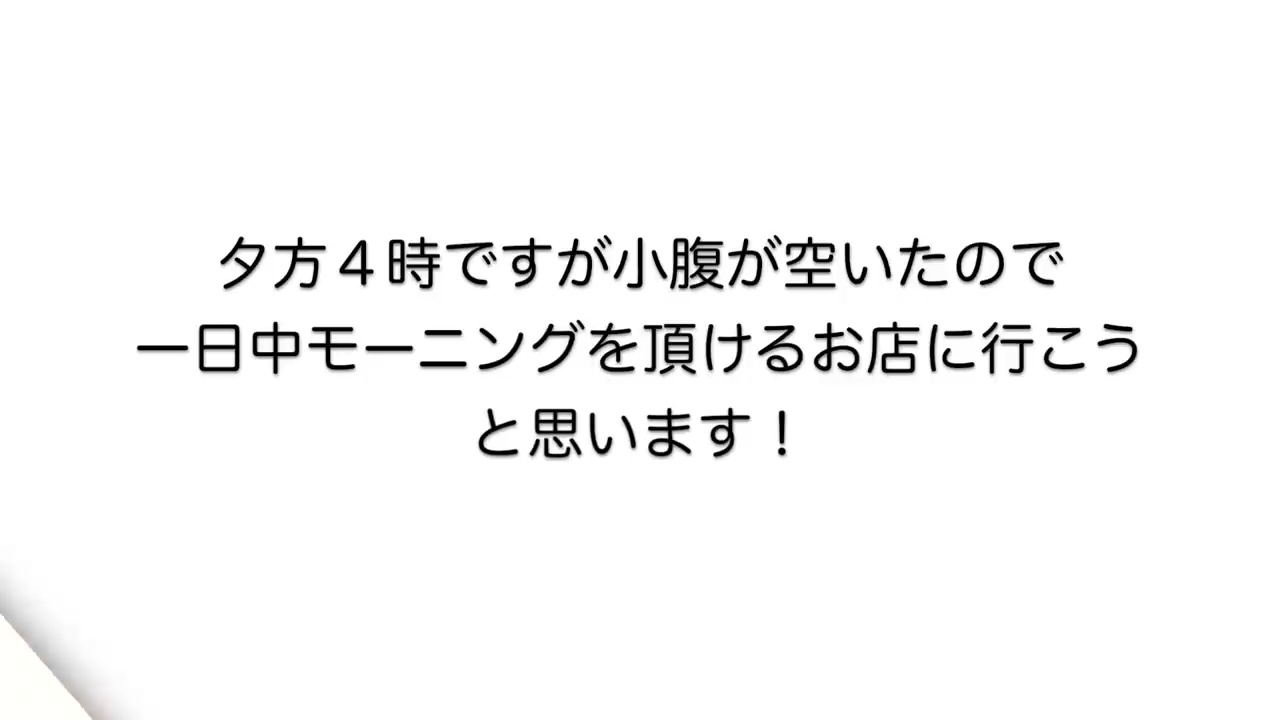 夕方４時ですが小腹が空いたので
一日中モーニングを頂けるお店に行こう
と思います！